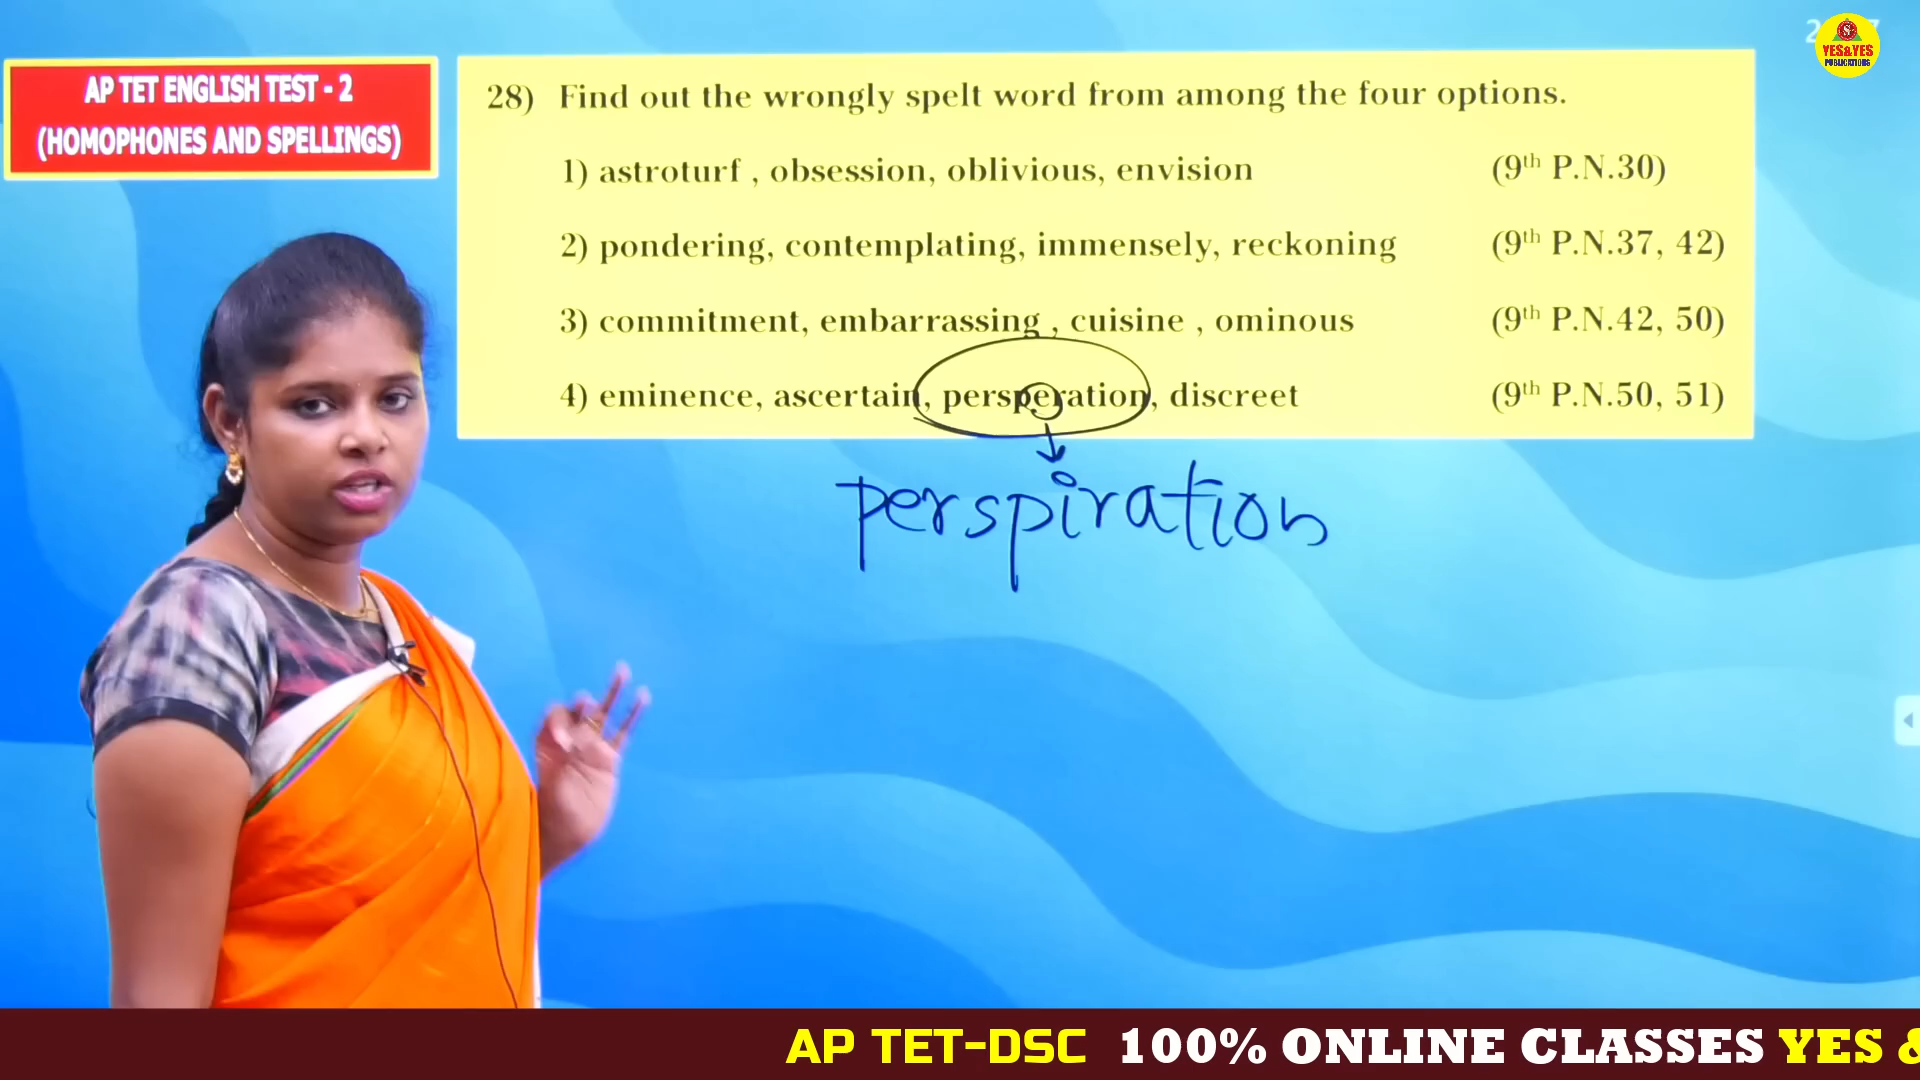 AP TET ENGLISH TEST - 2
(HOMOPHONES AND SPELLINGS)
YES&YES
PUBLICATIONS
28) Find out the wrongly spelt word from among the four options.
1) astroturf , obsession, oblivious, envision (9th P.N.30)
2) pondering, contemplating, immensely, reckoning (9th P.N.37, 42)
3) commitment, embarrassing , cuisine , ominous (9th P.N.42, 50)
4) eminence, ascertain, persperation, discreet (9th P.N.50, 51)
perspiration
AP TET-DSC 100% ONLINE CLASSES YES &